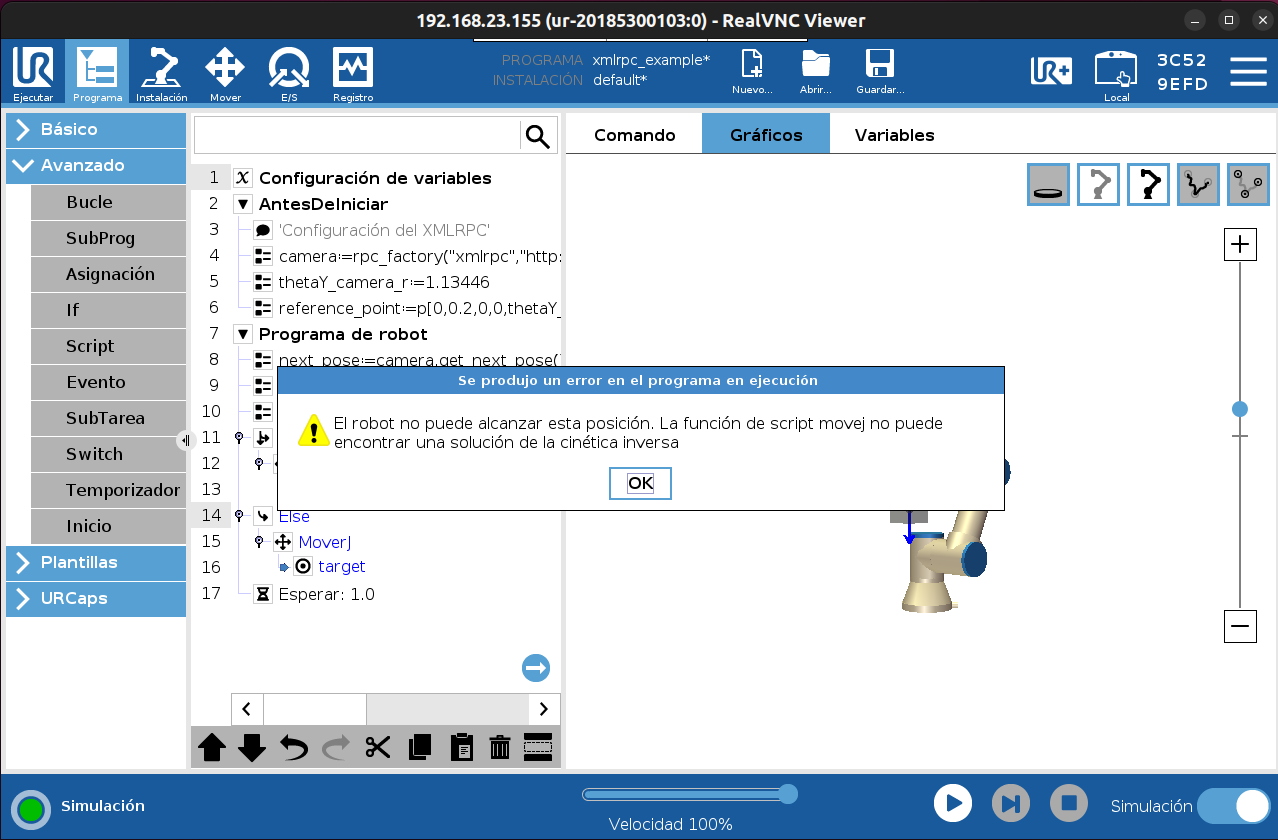 192.168.23.155 (ur-20185300103:0) - RealVNC Viewer
UR
UR+
PROGRAMA xmlrpc_example*
INSTALACIÓN default*
3C52
9EFD
Ejecutar Programa Instalación Mover E/S Registro Nuevo... Abrir... Guardar... Local
Básico
Avanzado
Bucle
SubProg
Asignación
If
Script
Evento
SubTarea
Switch
Temporizador
Inicio
Plantillas
URCaps
1 X Configuración de variables
2 AntesDeIniciar
3 'Configuración del XMLRPC'
4 camera:=rpc_factory("xmlrpc","http:
5 thetaY_camera_r:=1.13446
6 reference_point:=p[0,0.2,0,0,thetaY_
7 Programa de robot
8 next_pose:=camera.get_next_pose(
9
10
11
12
13
14 Else
15 MoverJ
16 target
17 Esperar: 1.0
Comando Gráficos Variables
Se produjo un error en el programa en ejecución
El robot no puede alcanzar esta posición. La función de script movej no puede
encontrar una solución de la cinética inversa
OK
Simulación
Velocidad 100%
Simulación